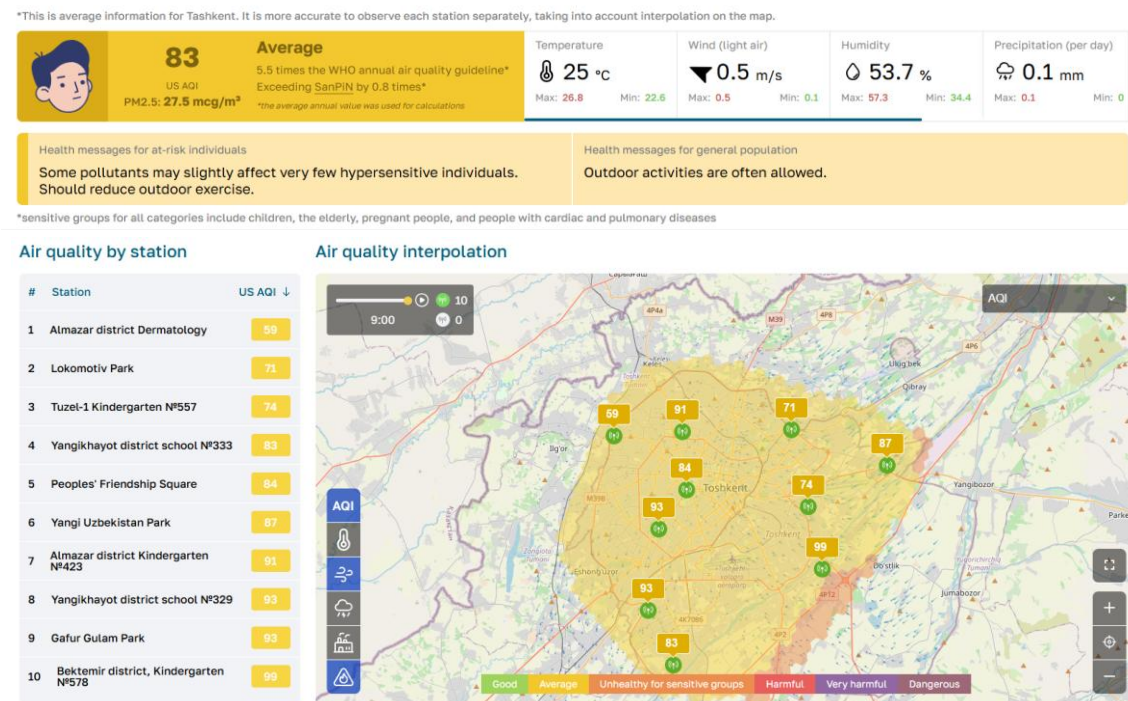 *This is average information for Tashkent. It is more accurate to observe each station separately, taking into account interpolation on the map.
83
US AQI
PM2.5: 27.5 mcg/m³
Average
5.5 times the WHO annual air quality guideline*
Exceeding SanPiN by 0.8 times*
*the average annual value was used for calculations
Temperature
25 °C
Max: 26.8 Min: 22.6
Wind (light air)
0.5 m/s
Max: 0.5 Min: 0.1
Humidity
53.7 %
Max: 57.3 Min: 34.4
Precipitation (per day)
0.1 mm
Max: 0.1 Min: 0
Health messages for at-risk individuals
Some pollutants may slightly affect very few hypersensitive individuals.
Should reduce outdoor exercise.
Health messages for general population
Outdoor activities are often allowed.
*sensitive groups for all categories include children, the elderly, pregnant people, and people with cardiac and pulmonary diseases
Air quality by station
# Station US AQI ↓
1 Almazar district Dermatology 59
2 Lokomotiv Park 71
3 Tuzel-1 Kindergarten №557 74
4 Yangikhayot district school №333 83
5 Peoples' Friendship Square 84
6 Yangi Uzbekistan Park 87
7 Almazar district Kindergarten
№423 91
8 Yangikhayot district school №329 93
9 Gafur Gulam Park 93
10 Bektemir district, Kindergarten
№578 99
Air quality interpolation
10
9:00 0
AQI
4P4a
M39
4P8
4P6
Keles
Ulug'bek
Qibray
59
91
71
87
Ilg'or
84
Toshkent
74
Yangibozor
M39B
93
Parke
Toshkent
99
Do'stlik
Eshonguzor
93
4P12
Jumabozor
4K7086
4P2
83
AQI
Good Average Unhealthy for sensitive groups Harmful Very harmful Dangerous